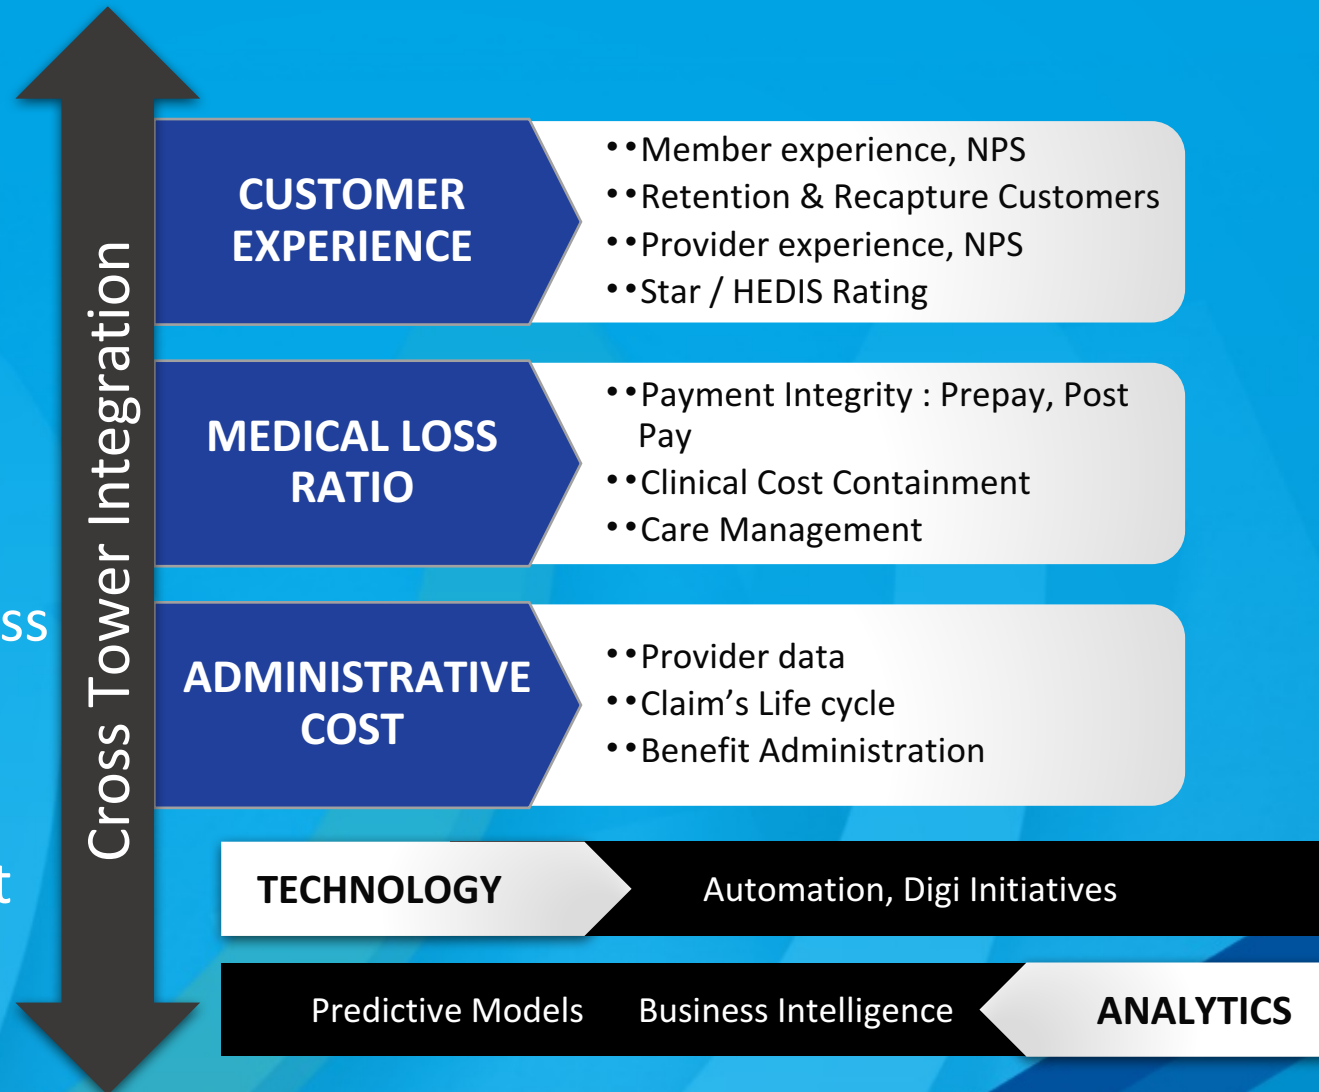 CUSTOMER
EXPERIENCE
• •Member experience, NPS
• •Retention & Recapture Customers
• •Provider experience, NPS
• •Star / HEDIS Rating
Cross Tower Integration
MEDICAL LOSS
RATIO
• •Payment Integrity : Prepay, Post
Pay
• •Clinical Cost Containment
• •Care Management
ss
ADMINISTRATIVE
COST
• •Provider data
• •Claim’s Life cycle
• •Benefit Administration
t
TECHNOLOGY
Automation, Digi Initiatives
Predictive Models Business Intelligence
ANALYTICS